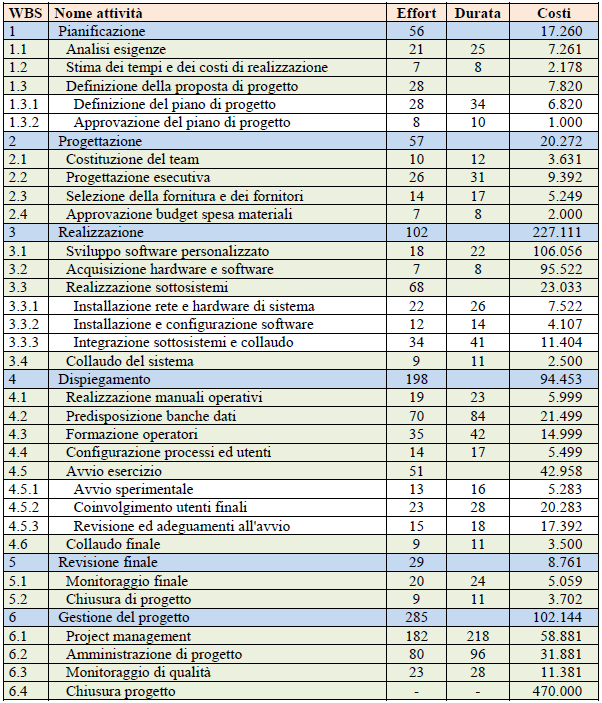 WBS Nome attività Effort Durata Costi
1 Pianificazione 56 17.260
1.1 Analisi esigenze 21 25 7.261
1.2 Stima dei tempi e dei costi di realizzazione 7 8 2.178
1.3 Definizione della proposta di progetto 28 7.820
1.3.1 Definizione del piano di progetto 28 34 6.820
1.3.2 Approvazione del piano di progetto 8 10 1.000
2 Progettazione 57 20.272
2.1 Costituzione del team 10 12 3.631
2.2 Progettazione esecutiva 26 31 9.392
2.3 Selezione della fornitura e dei fornitori 14 17 5.249
2.4 Approvazione budget spesa materiali 7 8 2.000
3 Realizzazione 102 227.111
3.1 Sviluppo software personalizzato 18 22 106.056
3.2 Acquisizione hardware e software 7 8 95.522
3.3 Realizzazione sottosistemi 68 23.033
3.3.1 Installazione rete e hardware di sistema 22 26 7.522
3.3.2 Installazione e configurazione software 12 14 4.107
3.3.3 Integrazione sottosistemi e collaudo 34 41 11.404
3.4 Collaudo del sistema 9 11 2.500
4 Dispiegamento 198 94.453
4.1 Realizzazione manuali operativi 19 23 5.999
4.2 Predisposizione banche dati 70 84 21.499
4.3 Formazione operatori 35 42 14.999
4.4 Configurazione processi ed utenti 14 17 5.499
4.5 Avvio esercizio 51 42.958
4.5.1 Avvio sperimentale 13 16 5.283
4.5.2 Coinvolgimento utenti finali 23 28 20.283
4.5.3 Revisione ed adeguamenti all'avvio 15 18 17.392
4.6 Collaudo finale 9 11 3.500
5 Revisione finale 29 8.761
5.1 Monitoraggio finale 20 24 5.059
5.2 Chiusura di progetto 9 11 3.702
6 Gestione del progetto 285 102.144
6.1 Project management 182 218 58.881
6.2 Amministrazione di progetto 80 96 31.881
6.3 Monitoraggio di qualità 23 28 11.381
6.4 Chiusura progetto - - 470.000